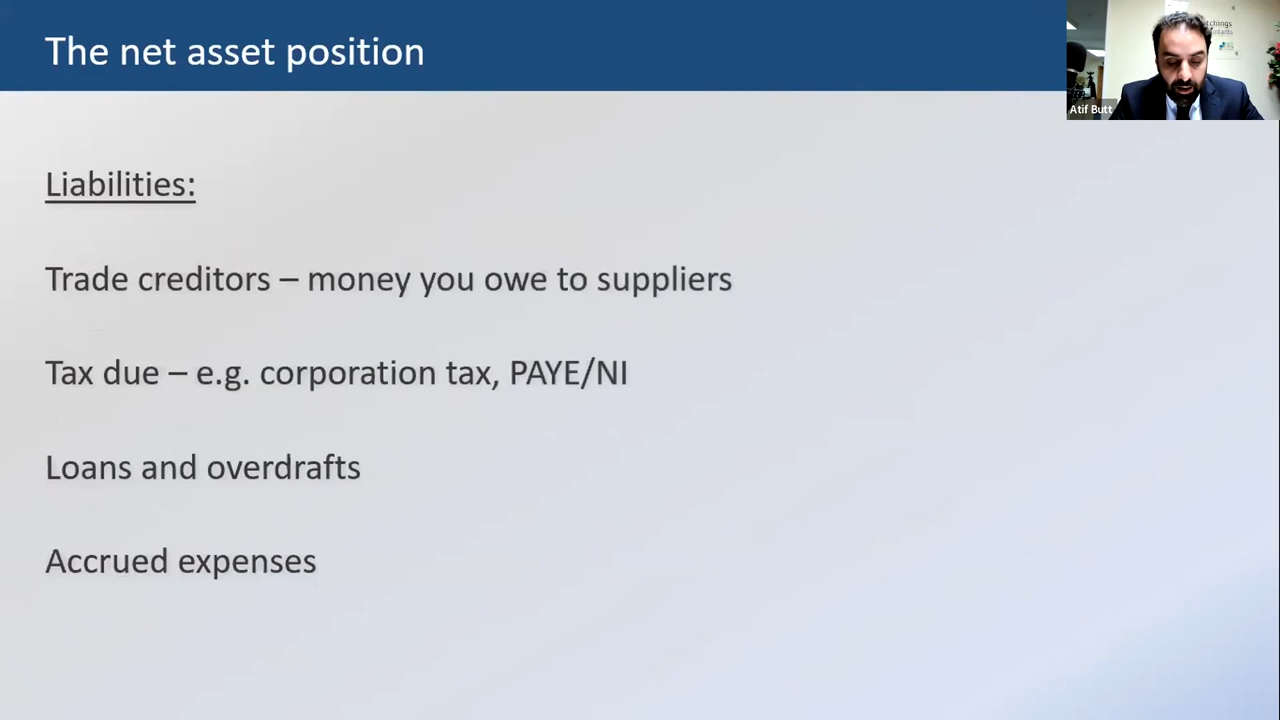 The net asset position
Atif Butt
Liabilities:
Trade creditors – money you owe to suppliers
Tax due – e.g. corporation tax, PAYE/NI
Loans and overdrafts
Accrued expenses